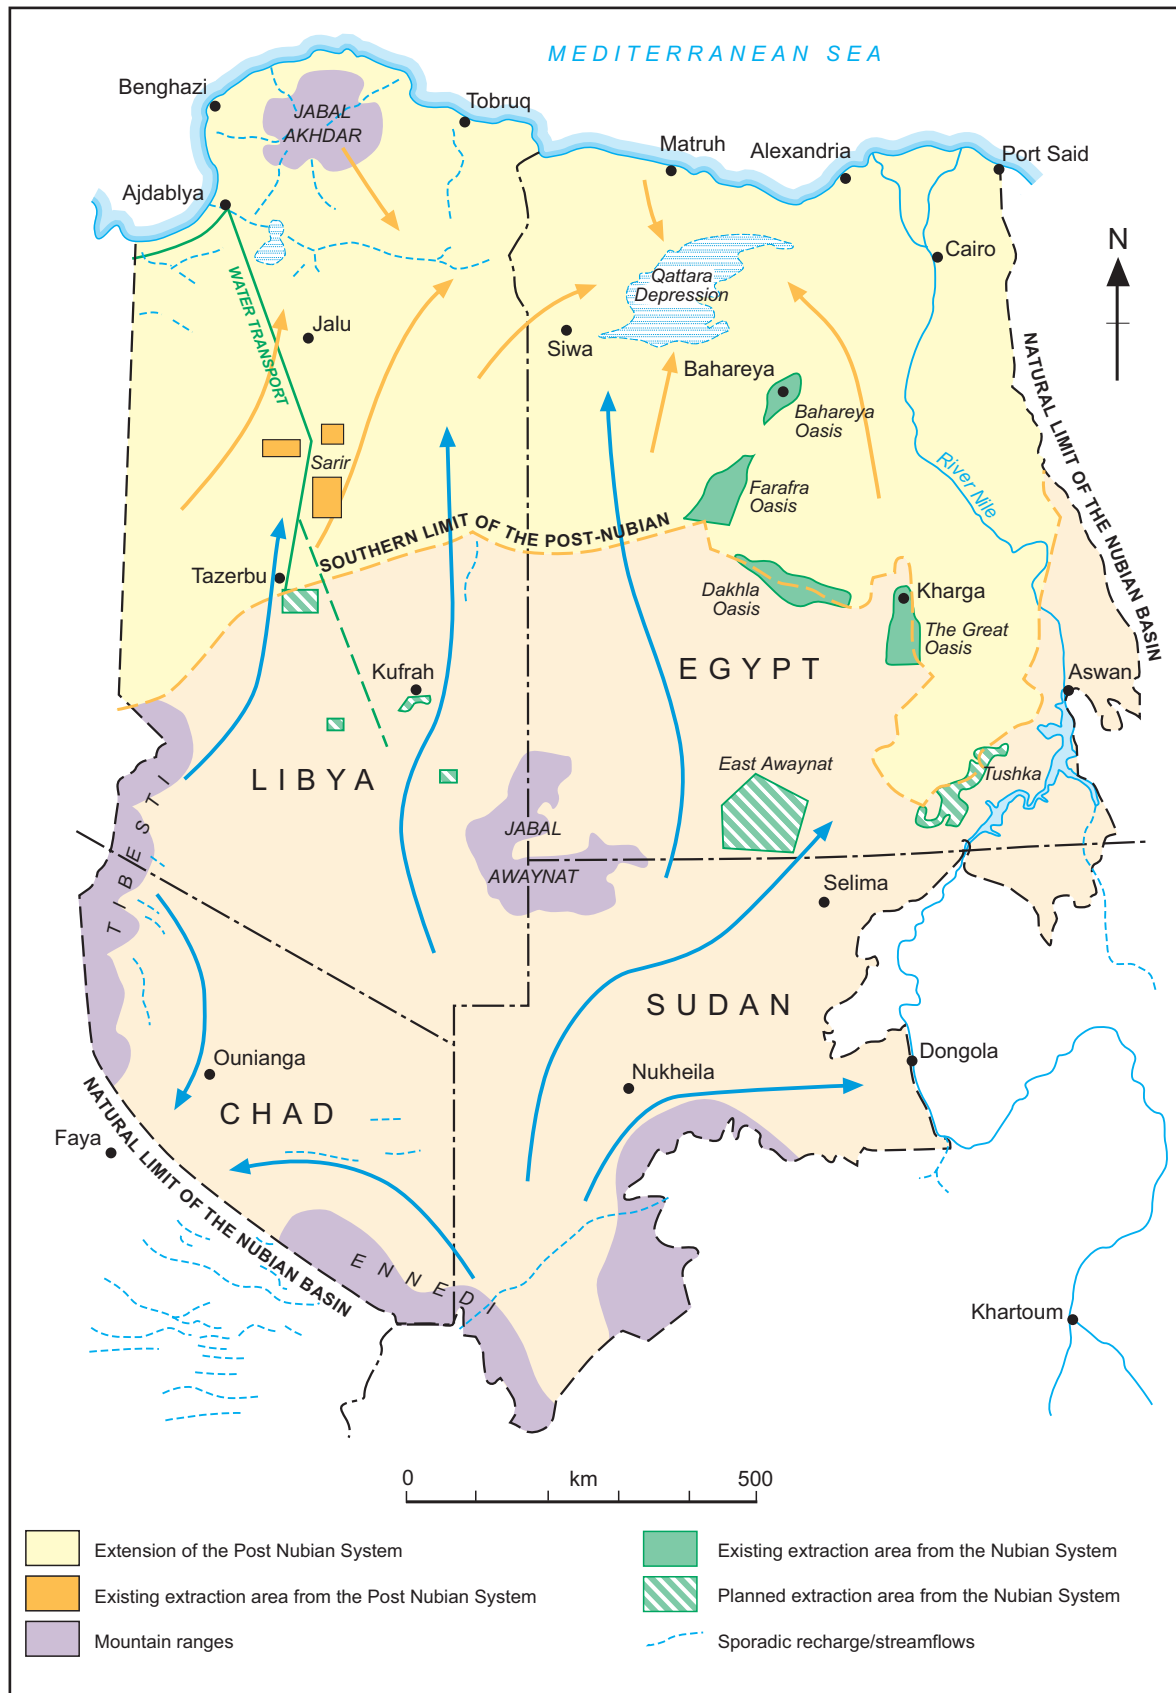 MEDITERRANEAN SEA
Benghazi
JABAL
AKHDAR
Tobruq
Matruh
Alexandria
Port Said
Ajdablya
Cairo
N
Qattara
Depression
WATER TRANSPORT
Jalu
Siwa
Bahareya
Bahareya
Oasis
NATURAL LIMIT OF THE NUBIAN BASIN
Sarir
River Nile
Farafra
Oasis
SOUTHERN LIMIT OF THE POST-NUBIAN
Tazerbu
Dakhla
Oasis
Kharga
The Great
Oasis
Kufrah
EGYPT
Aswan
LIBYA
East Awaynat
Tushka
TIBESTI
JABAL
AWAYNAT
Selima
SUDAN
Ounianga
Nukheila
Dongola
CHAD
Faya
NATURAL LIMIT OF THE NUBIAN BASIN
ENNEDI
Khartoum
0 km 500
Extension of the Post Nubian System
Existing extraction area from the Post Nubian System
Mountain ranges
Existing extraction area from the Nubian System
Planned extraction area from the Nubian System
Sporadic recharge/streamflows